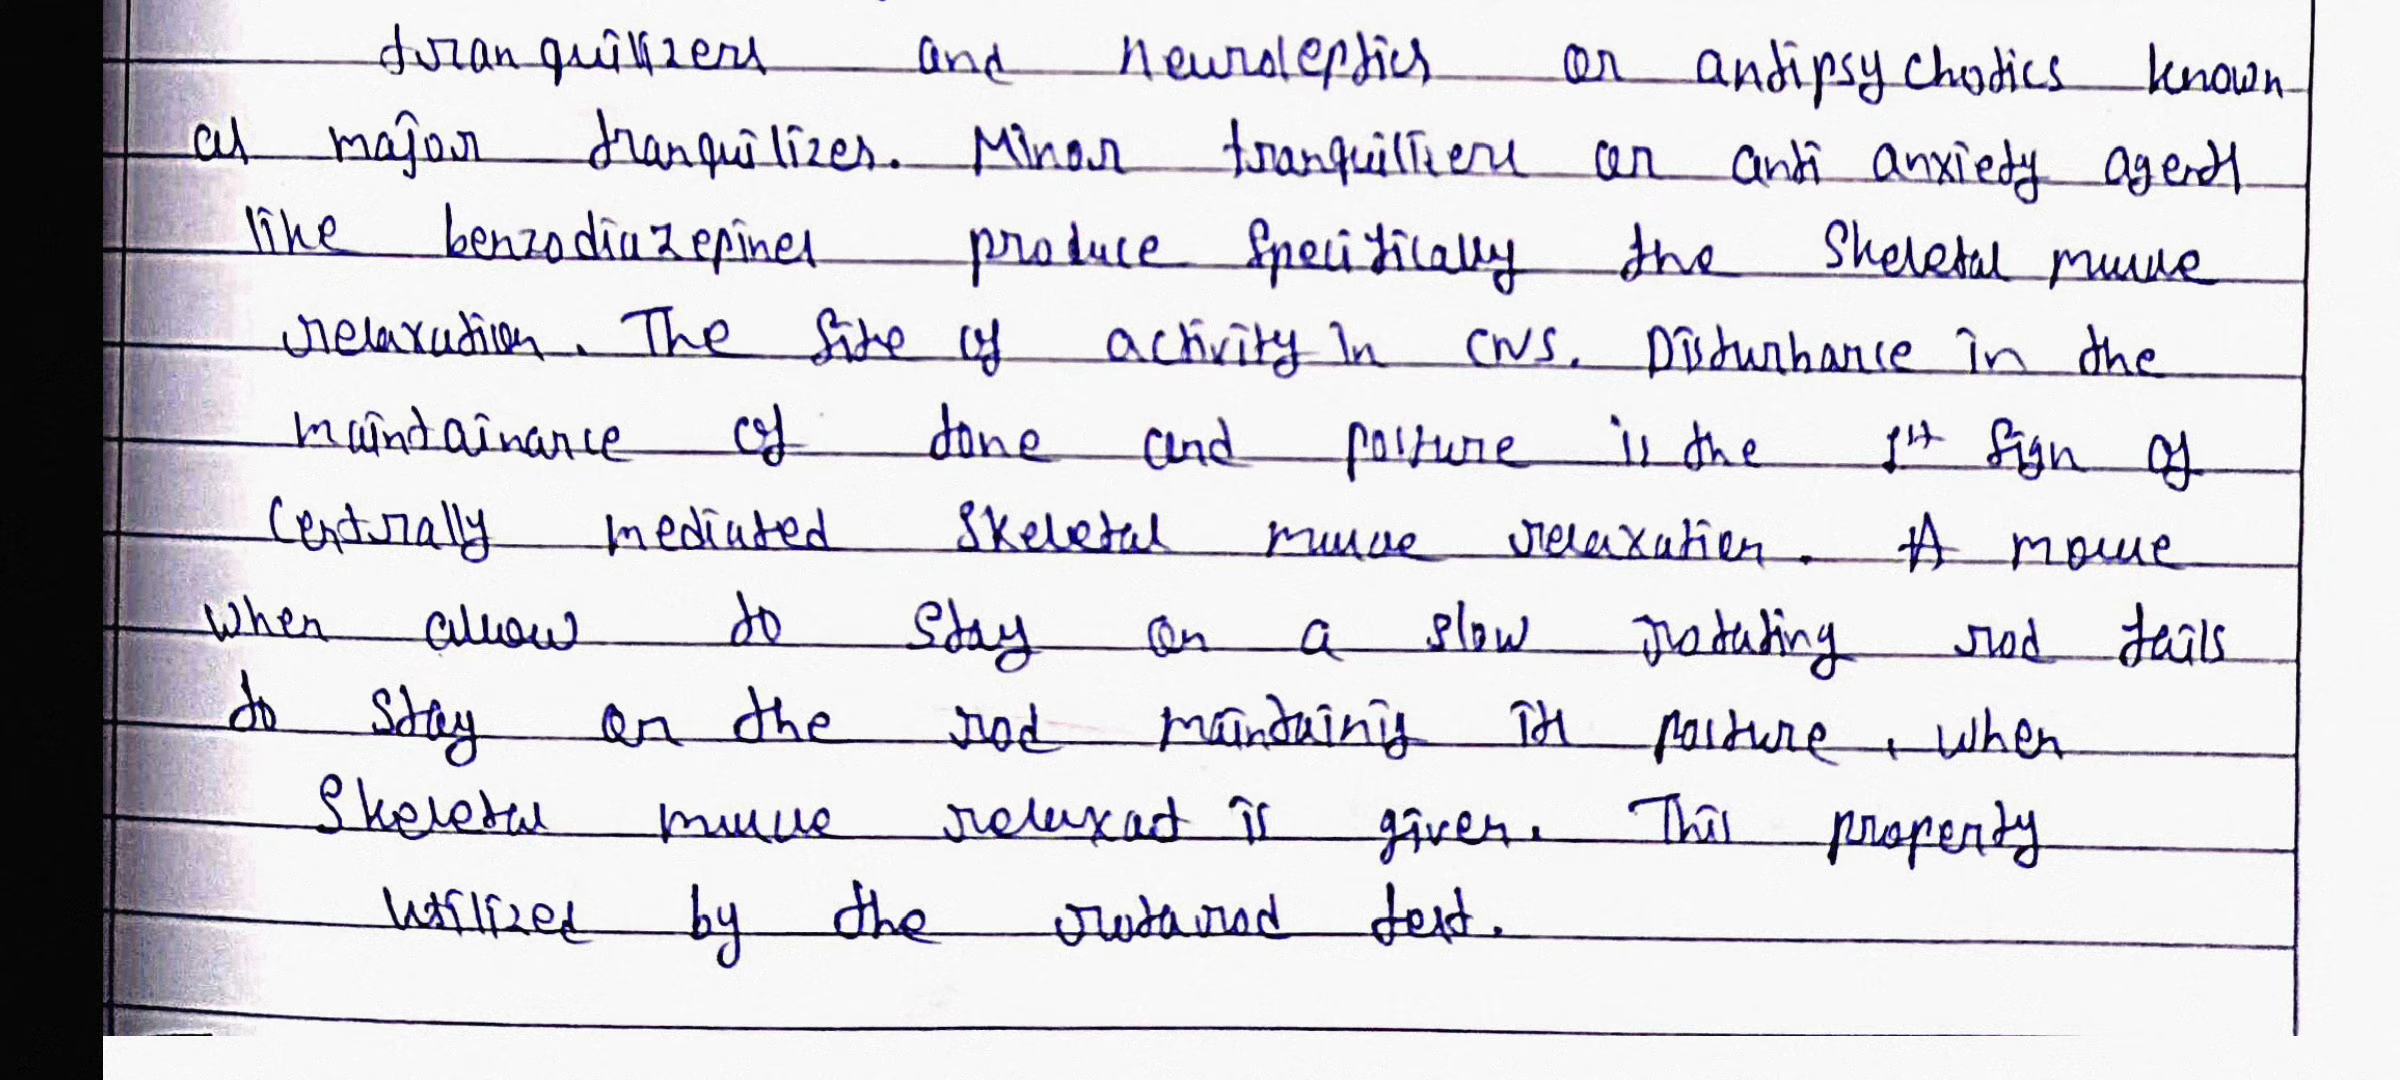 tranquilizers and neuroleptics or antipsychotics known
as major tranquilizes. Minor tranquilizers or anti anxiety agents
like benzodiazepines produce specifically the skeletal muscle
relaxation. The site of activity in CNS. Disturbance in the
maintainance of tone and posture is the 1st sign of
Centrally mediated skeletal muscle relaxation. A mouse
when allow to stay on a slow rotating rod fails
to stay on the rod maintainig its posture, when
Skeletal muscle relaxat is given. This property
utilized by the rotarod test.